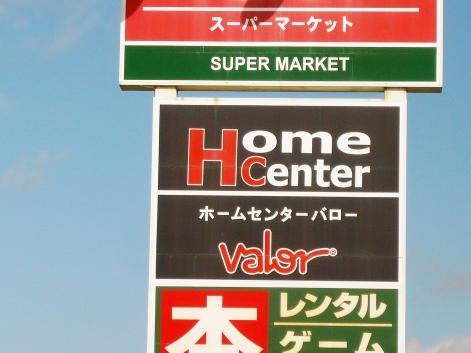 スーパーマーケット
SUPER MARKET
Home
Center
ホームセンターバロー
Valor®
本
レンタル
ゲーム